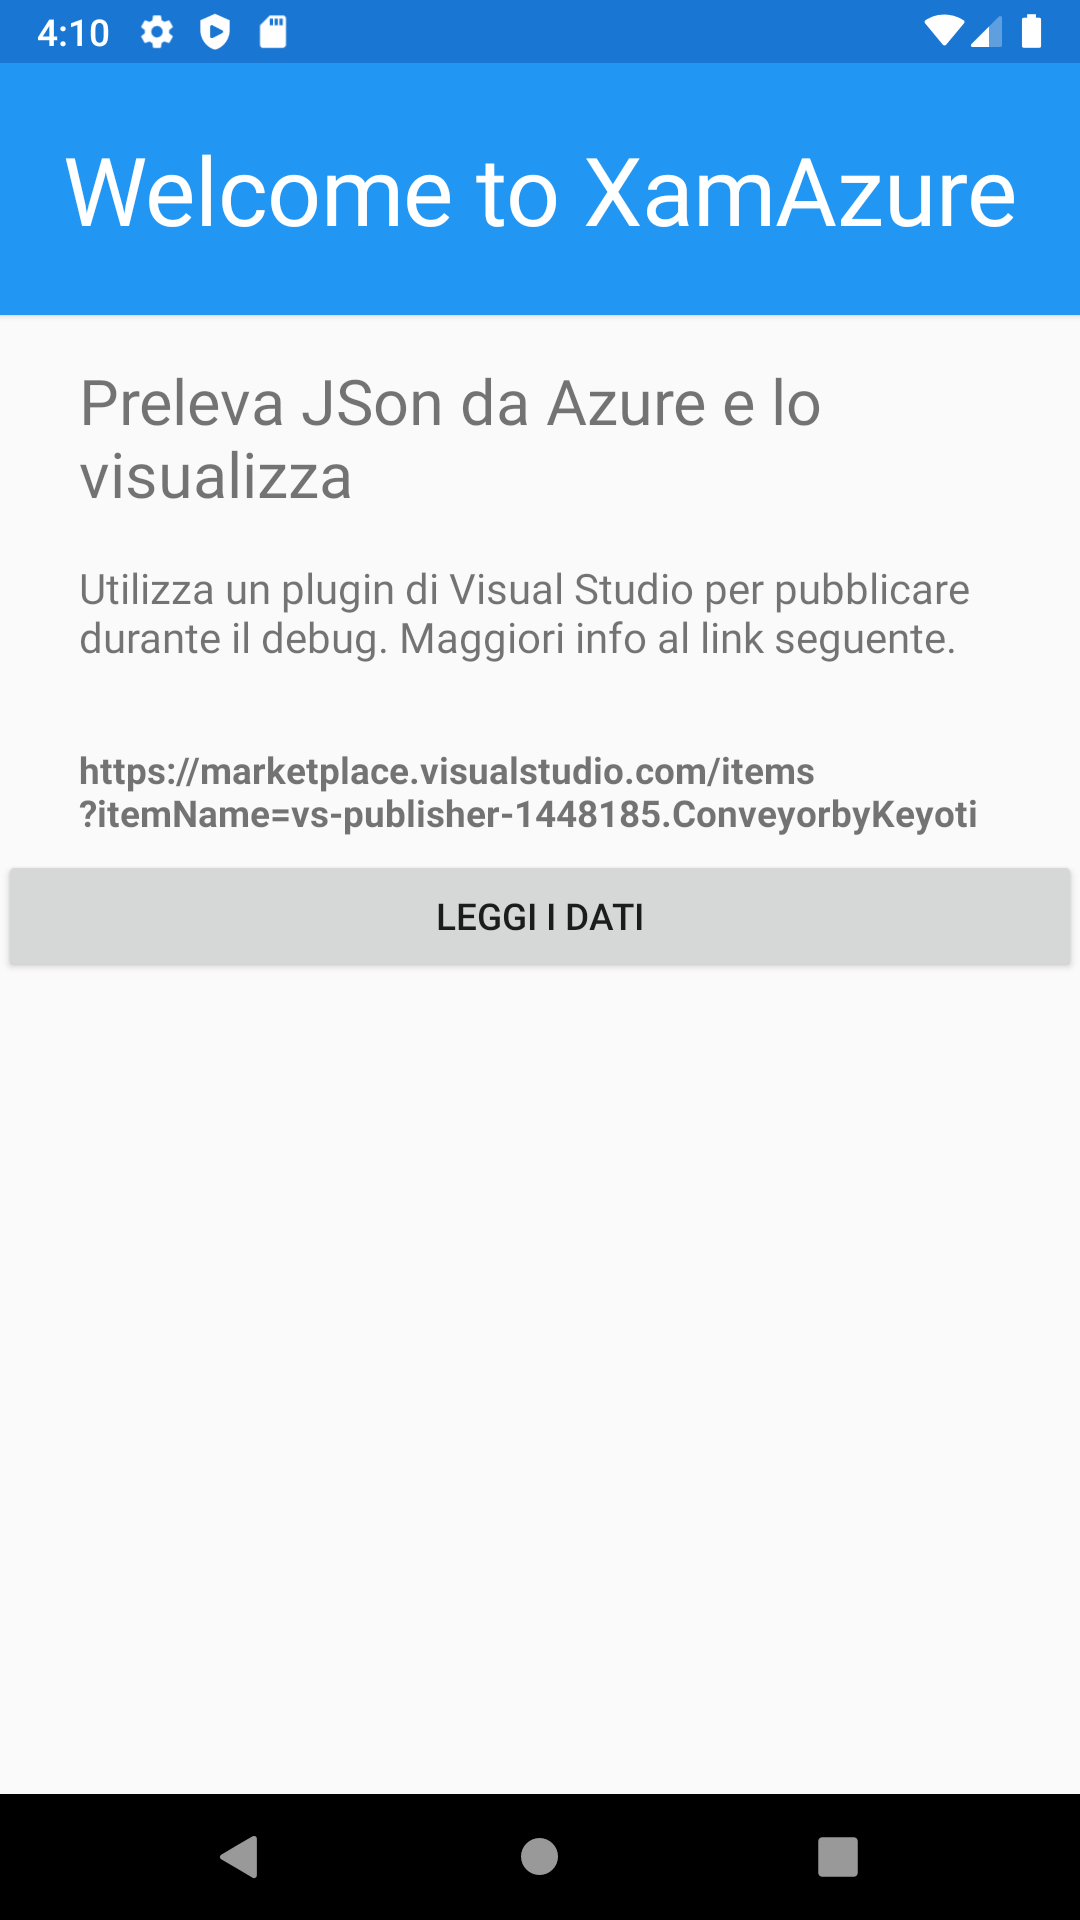 4:10
Welcome to XamAzure
Preleva JSon da Azure e lo
visualizza
Utilizza un plugin di Visual Studio per pubblicare
durante il debug. Maggiori info al link seguente.
https://marketplace.visualstudio.com/items
?itemName=vs-publisher-1448185.ConveyorbyKeyoti
LEGGI I DATI